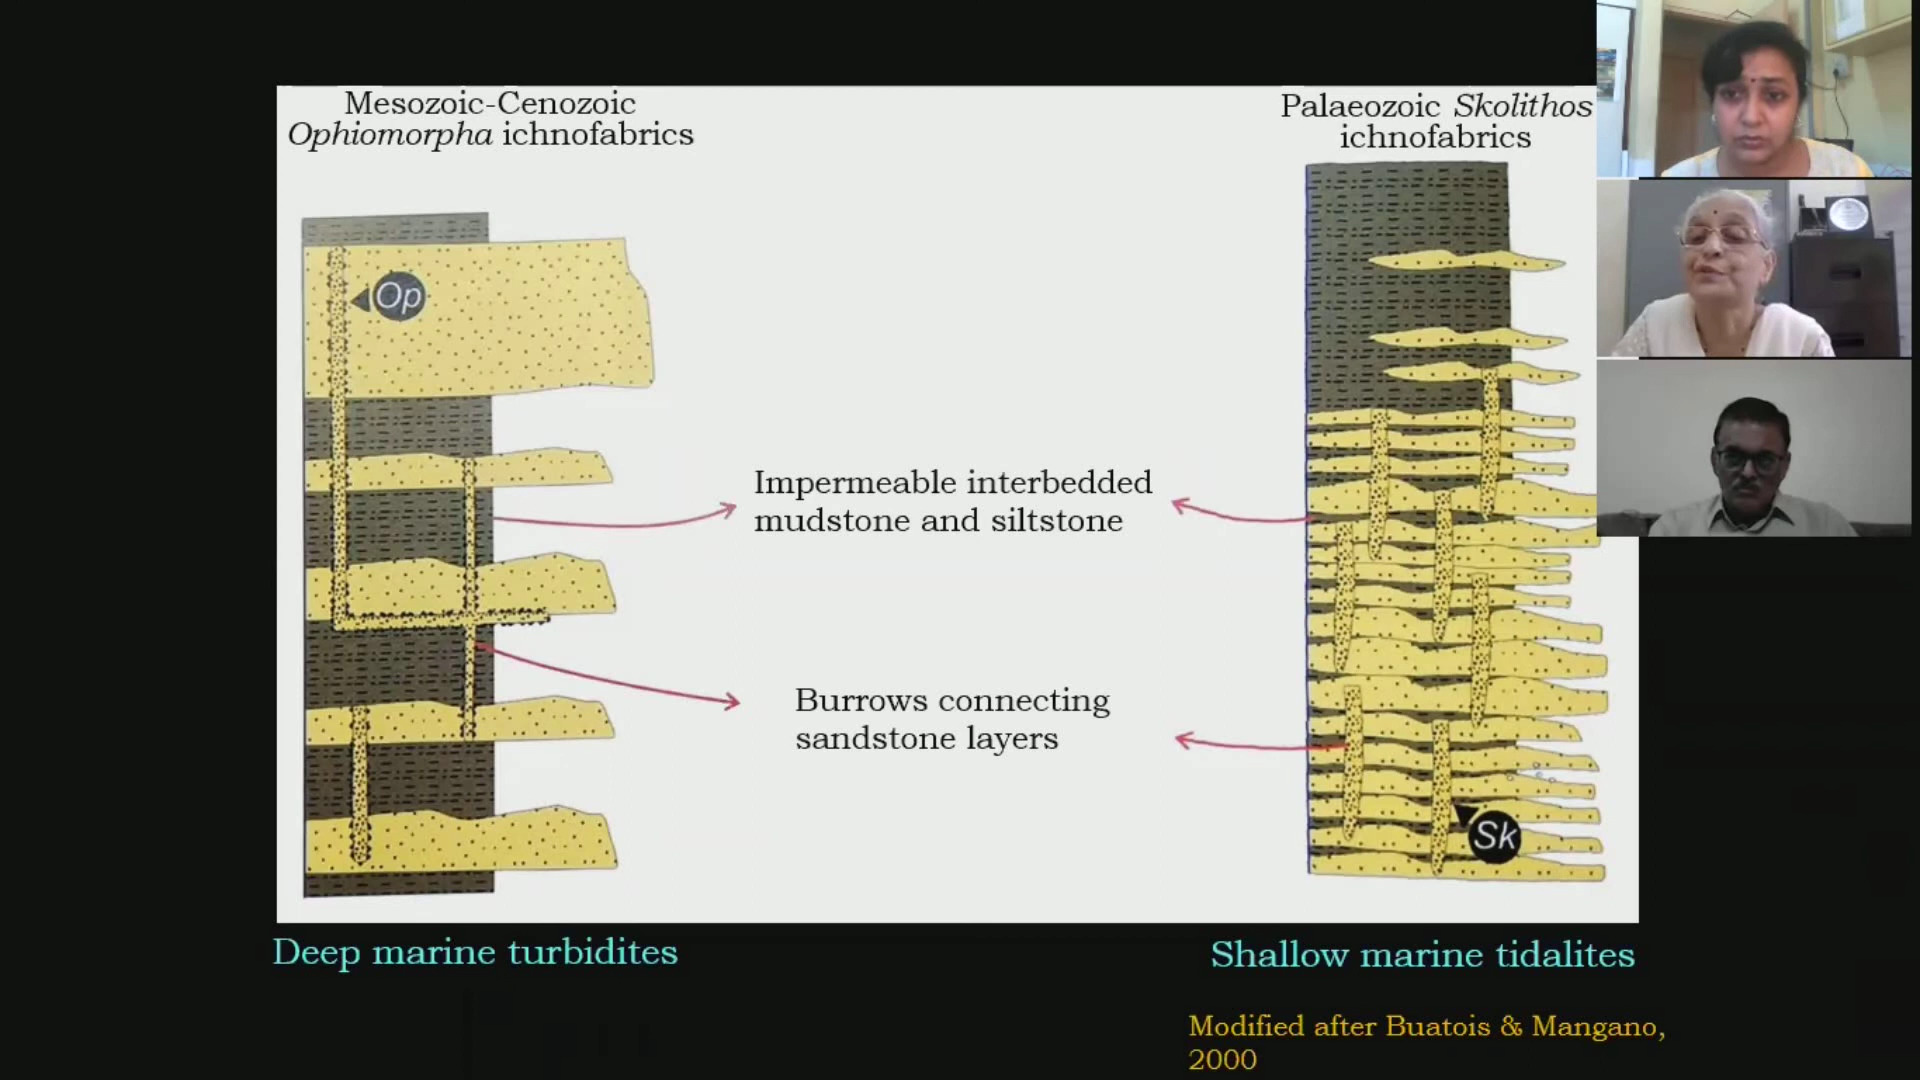 Mesozoic-Cenozoic
Ophiomorpha ichnofabrics
Palaeozoic Skolithos
ichnofabrics
Op
Impermeable interbedded
mudstone and siltstone
Burrows connecting
sandstone layers
Sk
Deep marine turbidites
Shallow marine tidalites
Modified after Buatois & Mangano,
2000